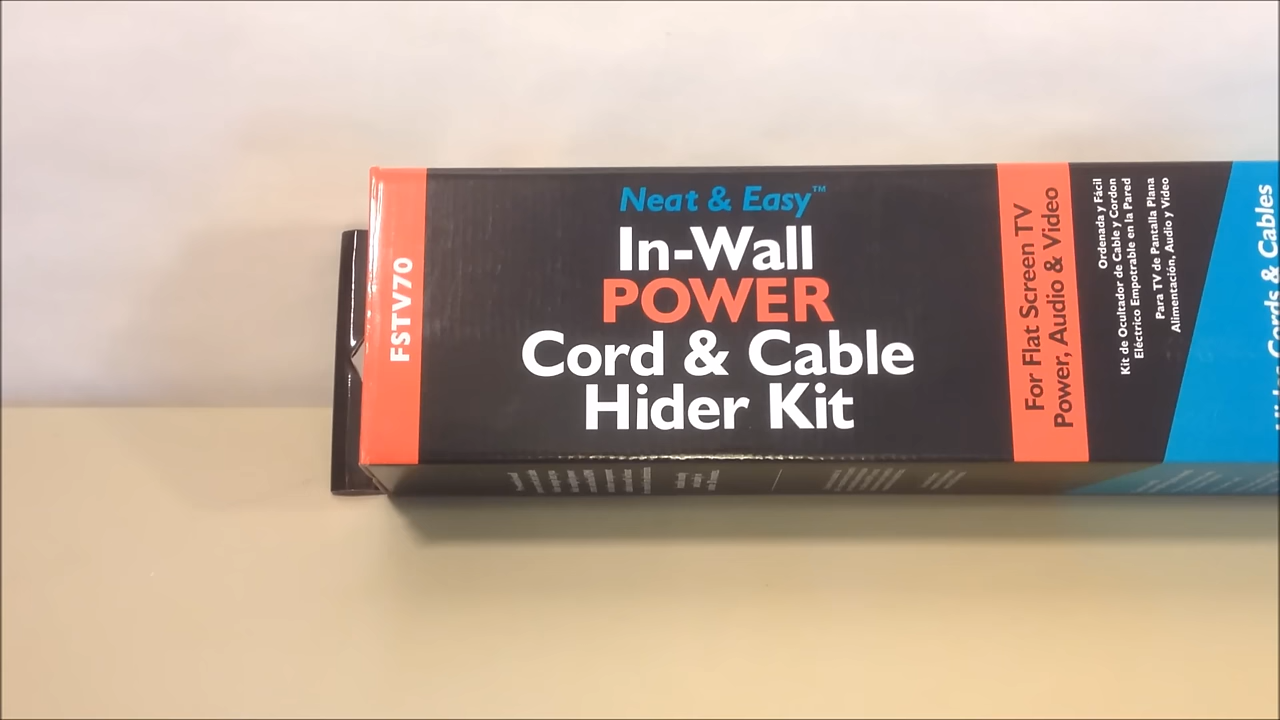 FSTV70
Neat & Easy™
In-Wall
POWER
Cord & Cable
Hider Kit
For Flat Screen TV
Power, Audio & Video
Ordenada y Fácil
Kit de Ocultador de Cable y Cordon
Eléctrico Empotrable en la Pared
Para TV de Pantalla Plana
Alimentación, Audio y Video
Cords & Cables